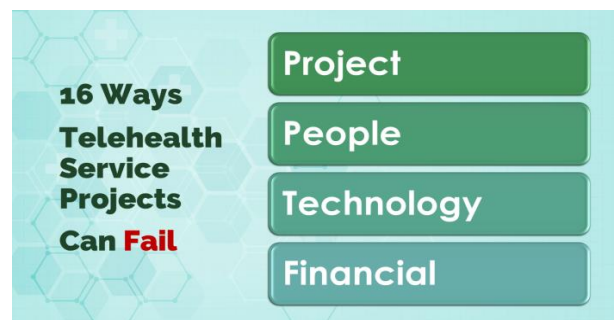 16 Ways
Telehealth
Service
Projects
Can Fail
Project
People
Technology
Financial